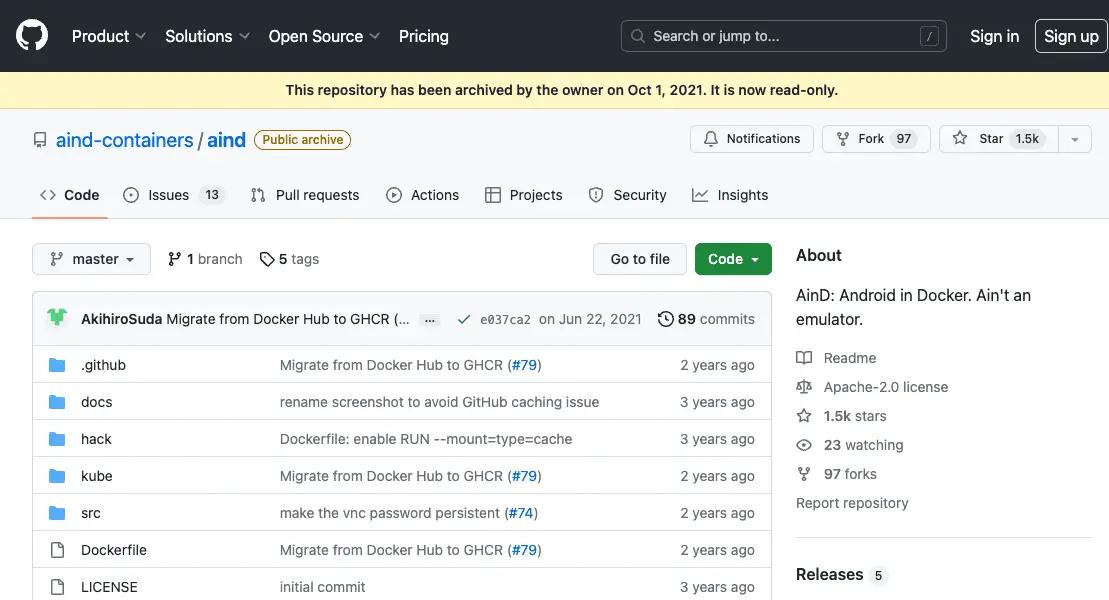 Product Solutions Open Source Pricing Search or jump to... / Sign in Sign up
This repository has been archived by the owner on Oct 1, 2021. It is now read-only.
aind-containers / aind Public archive Notifications Fork 97 Star 1.5k
Code Issues 13 Pull requests Actions Projects Security Insights
master 1 branch 5 tags Go to file Code
AkihiroSuda Migrate from Docker Hub to GHCR (... ... e037ca2 on Jun 22, 2021 89 commits
.github Migrate from Docker Hub to GHCR (#79) 2 years ago
docs rename screenshot to avoid GitHub caching issue 3 years ago
hack Dockerfile: enable RUN --mount=type=cache 3 years ago
kube Migrate from Docker Hub to GHCR (#79) 2 years ago
src make the vnc password persistent (#74) 2 years ago
Dockerfile Migrate from Docker Hub to GHCR (#79) 2 years ago
LICENSE initial commit 3 years ago
About
AinD: Android in Docker. Ain't an
emulator.
Readme
Apache-2.0 license
1.5k stars
23 watching
97 forks
Report repository
Releases 5